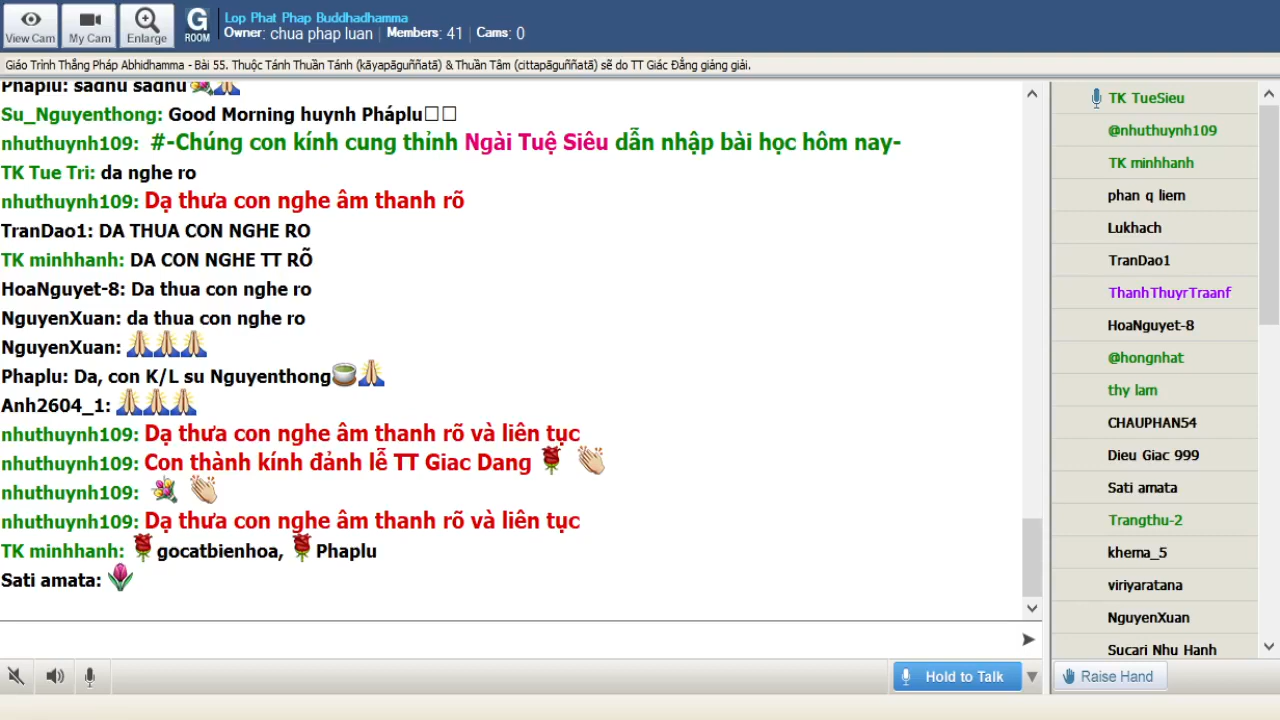 View Cam
My Cam
Enlarge
G
ROOM
Lop Phat Phap Buddhadhamma
Owner: chua phap luan | Members: 41 | Cams: 0
Giáo Trình Thắng Pháp Abhidhamma - Bài 55. Thuộc Tánh Thuần Tánh (kāyapāguññatā) & Thuần Tâm (cittapāguññatā) sẽ do TT Giác Đẳng giảng giải.
Phaplu: sadhu sadhu
Su_Nguyenthong: Good Morning huynh Pháplu
nhuthuynh109: #-Chúng con kính cung thỉnh Ngài Tuệ Siêu dẫn nhập bài học hôm nay-
TK Tue Tri: da nghe ro
nhuthuynh109: Dạ thưa con nghe âm thanh rõ
TranDao1: DA THUA CON NGHE RO
TK minhhanh: DA CON NGHE TT RÕ
HoaNguyet-8: Da thua con nghe ro
NguyenXuan: da thua con nghe ro
NguyenXuan:
Phaplu: Da, con K/L su Nguyenthong
Anh2604_1:
nhuthuynh109: Dạ thưa con nghe âm thanh rõ và liên tục
nhuthuynh109: Con thành kính đảnh lễ TT Giac Dang
nhuthuynh109:
nhuthuynh109: Dạ thưa con nghe âm thanh rõ và liên tục
TK minhhanh: gocatbienhoa, Phaplu
Sati amata:
TK TueSieu
@nhuthuynh109
TK minhhanh
phan q liem
Lukhach
TranDao1
ThanhThuyrTraanf
HoaNguyet-8
@hongnhat
thy lam
CHAUPHAN54
Dieu Giac 999
Sati amata
Trangthu-2
khema_5
viriyaratana
NguyenXuan
Sucari Nhu Hanh
Hold to Talk
Raise Hand